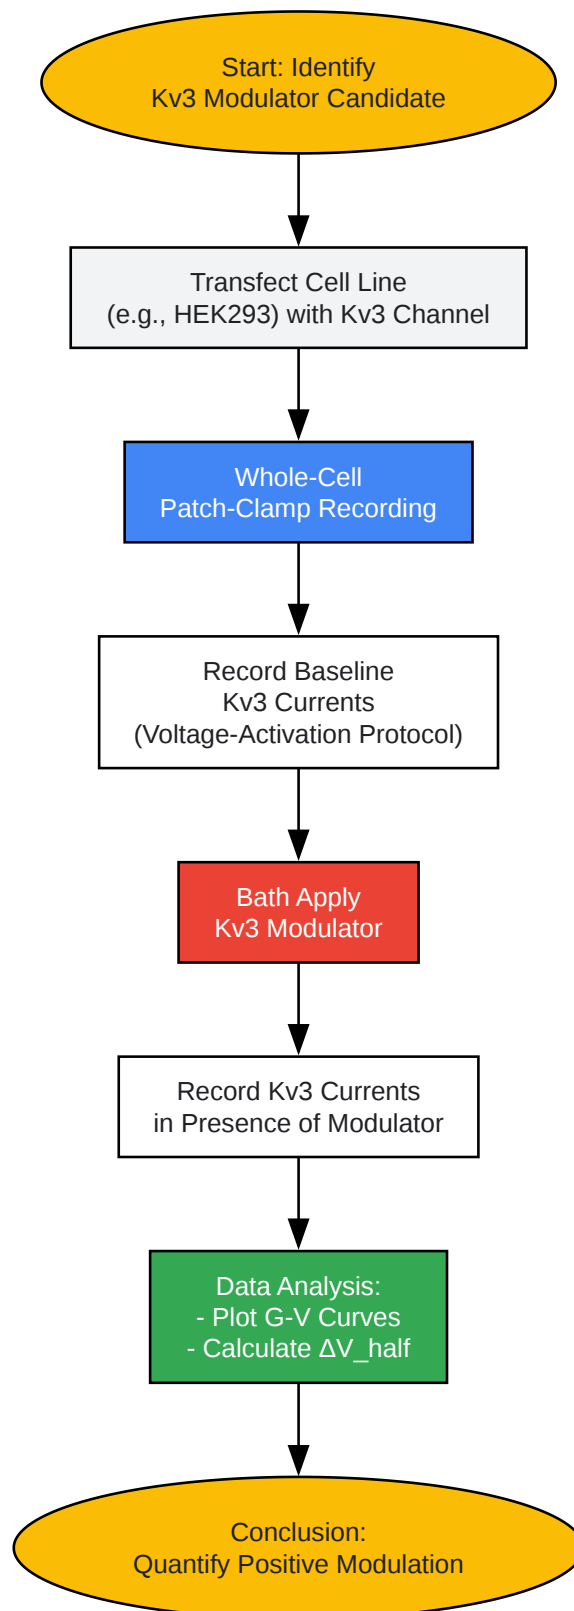 Start: Identify
Kv3 Modulator Candidate
Transfect Cell Line
(e.g., HEK293) with Kv3 Channel
Whole-Cell
Patch-Clamp Recording
Record Baseline
Kv3 Currents
(Voltage-Activation Protocol)
Bath Apply
Kv3 Modulator
Record Kv3 Currents
in Presence of Modulator
Data Analysis:
- Plot G-V Curves
- Calculate ΔV_half
Conclusion:
Quantify Positive Modulation